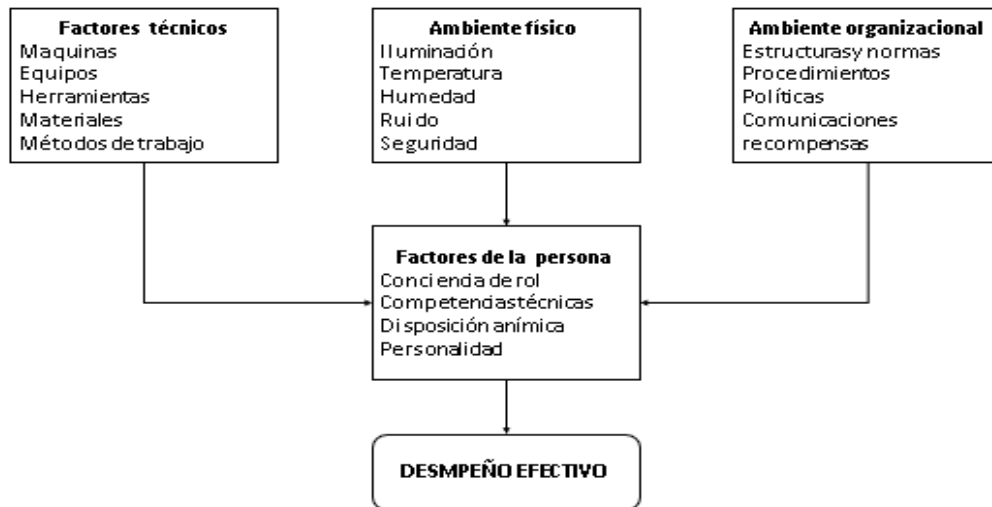 Factores técnicos
Maquinas
Equipos
Herramientas
Materiales
Métodos de trabajo
Ambiente físico
Iluminación
Temperatura
Humedad
Ruido
Seguridad
Ambiente organizacional
Estructuras y normas
Procedimientos
Políticas
Comunicaciones
recompensas
Factores de la persona
Conciencia de rol
Competencias técnicas
Disposición anímica
Personalidad
DESMPEÑO EFECTIVO